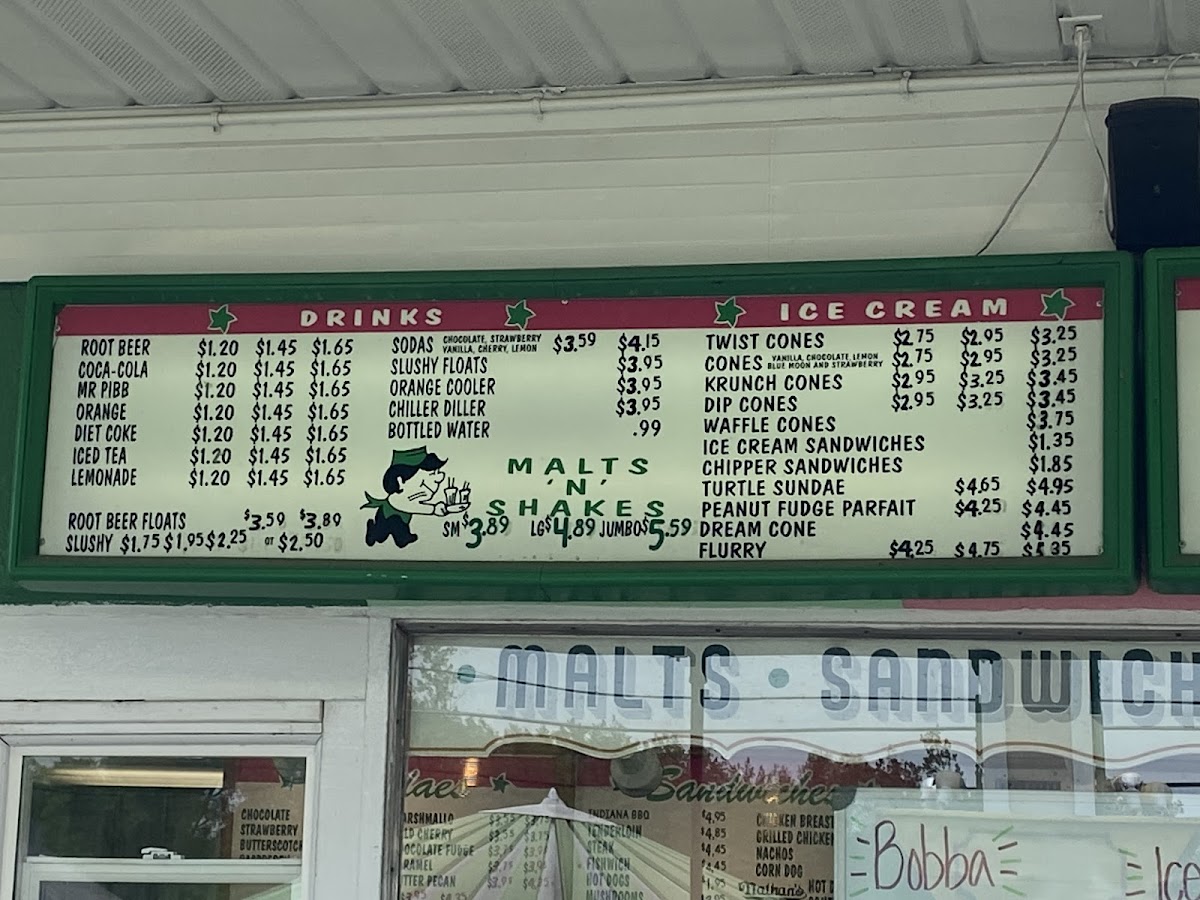 DRINKS
ROOT BEER $1.20 $1.45 $1.65
COCA-COLA $1.20 $1.45 $1.65
MR PIBB $1.20 $1.45 $1.65
ORANGE $1.20 $1.45 $1.65
DIET COKE $1.20 $1.45 $1.65
ICED TEA $1.20 $1.45 $1.65
LEMONADE $1.20 $1.45 $1.65
ROOT BEER FLOATS $3.59 $3.89
SLUSHY $1.75 $1.95 $2.25 or $2.50
SODAS CHOCOLATE, STRAWBERRY $3.59 $4.15
VANILLA, CHERRY, LEMON
SLUSHY FLOATS $3.95
ORANGE COOLER $3.95
CHILLER DILLER $3.95
BOTTLED WATER .99
MALTS
'N'
SHAKES
SM $3.89 LG $4.89 JUMBO $5.59
ICE CREAM
TWIST CONES $2.75 $2.95 $3.25
CONES VANILLA, CHOCOLATE, LEMON $2.75 $2.95 $3.25
BLUE MOON AND STRAWBERRY
KRUNCH CONES $2.95 $3.25 $3.45
DIP CONES $2.95 $3.25 $3.45
WAFFLE CONES $3.75
ICE CREAM SANDWICHES $1.35
CHIPPER SANDWICHES $1.85
TURTLE SUNDAE $4.65 $4.95
PEANUT FUDGE PARFAIT $4.25 $4.45
DREAM CONE $4.45
FLURRY $4.25 $4.75 $5.35
• MALTS • SANDWICH
CHOCOLATE
STRAWBERRY
BUTTERSCOTCH
Sandwiches
INDIANA BBQ $4.95
TENDERLOIN $4.85
STEAK
FISHWICH
HOT DOGS
MUSHROOMS
CHICKEN BREAST
GRILLED CHICKEN
NACHOS
CORN DOG
Nathan's HOT D
Bobba
Ice